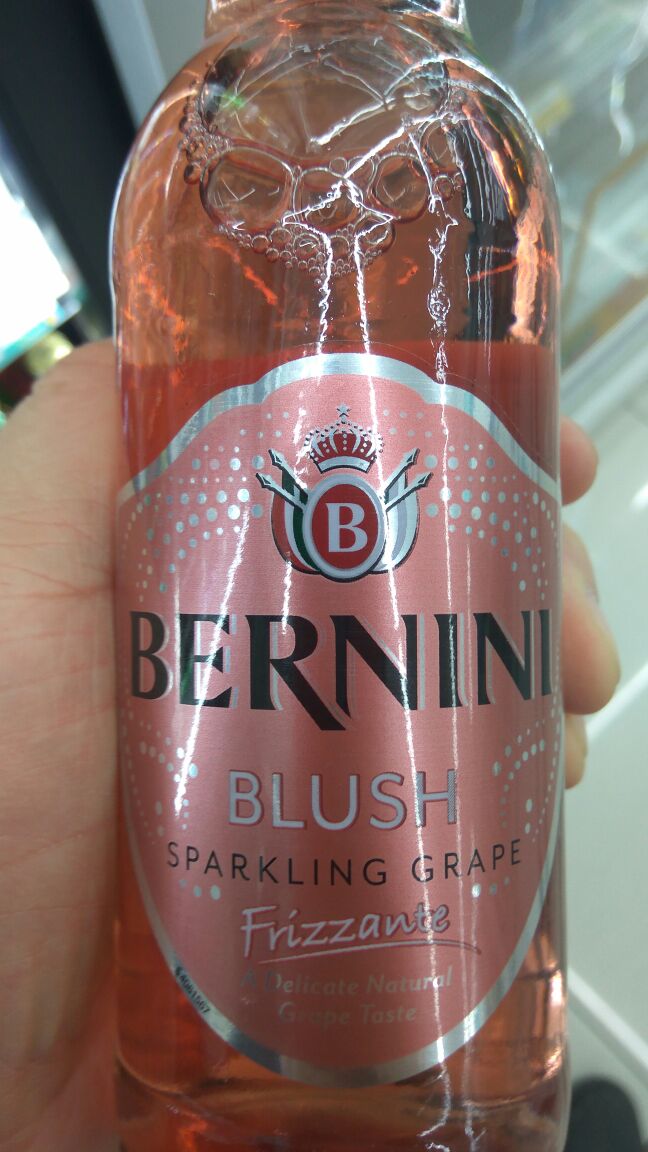 B
BERNINI
BLUSH
SPARKLING GRAPE
Frizzante
A Delicate Natural
Grape Taste